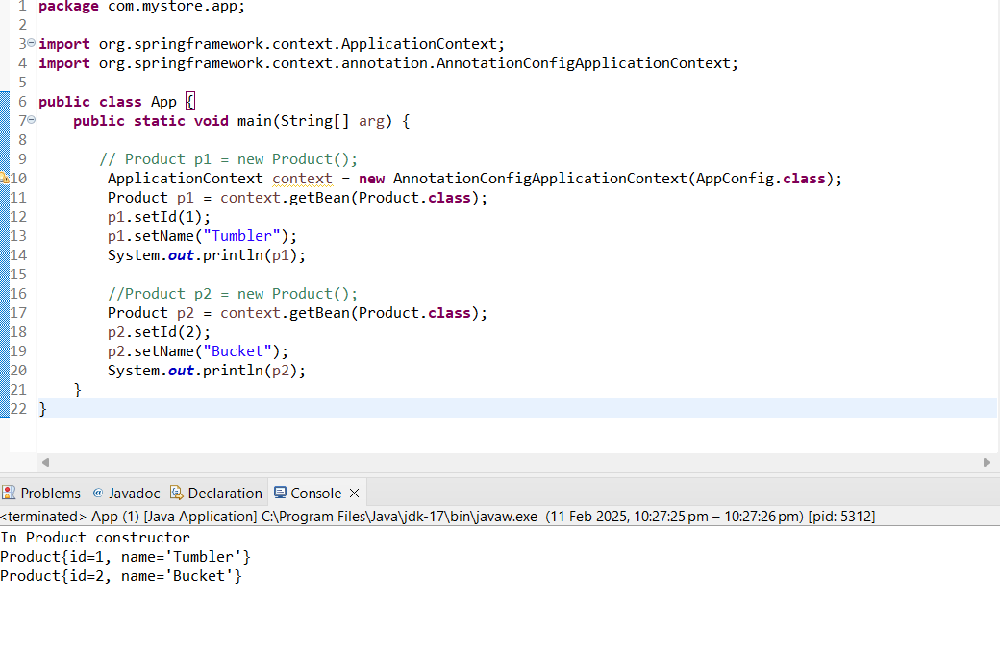 1 package com.mystore.app;
2
3 import org.springframework.context.ApplicationContext;
4 import org.springframework.context.annotation.AnnotationConfigApplicationContext;
5
6 public class App {
7 public static void main(String[] arg) {
8
9 // Product p1 = new Product();
10 ApplicationContext context = new AnnotationConfigApplicationContext(AppConfig.class);
11 Product p1 = context.getBean(Product.class);
12 p1.setId(1);
13 p1.setName("Tumbler");
14 System.out.println(p1);
15
16 //Product p2 = new Product();
17 Product p2 = context.getBean(Product.class);
18 p2.setId(2);
19 p2.setName("Bucket");
20 System.out.println(p2);
21 }
22 }
Problems @ Javadoc Declaration Console
<terminated> App (1) [Java Application] C:\Program Files\Java\jdk-17\bin\javaw.exe (11 Feb 2025, 10:27:25 pm – 10:27:26 pm) [pid: 5312]
In Product constructor
Product{id=1, name='Tumbler'}
Product{id=2, name='Bucket'}